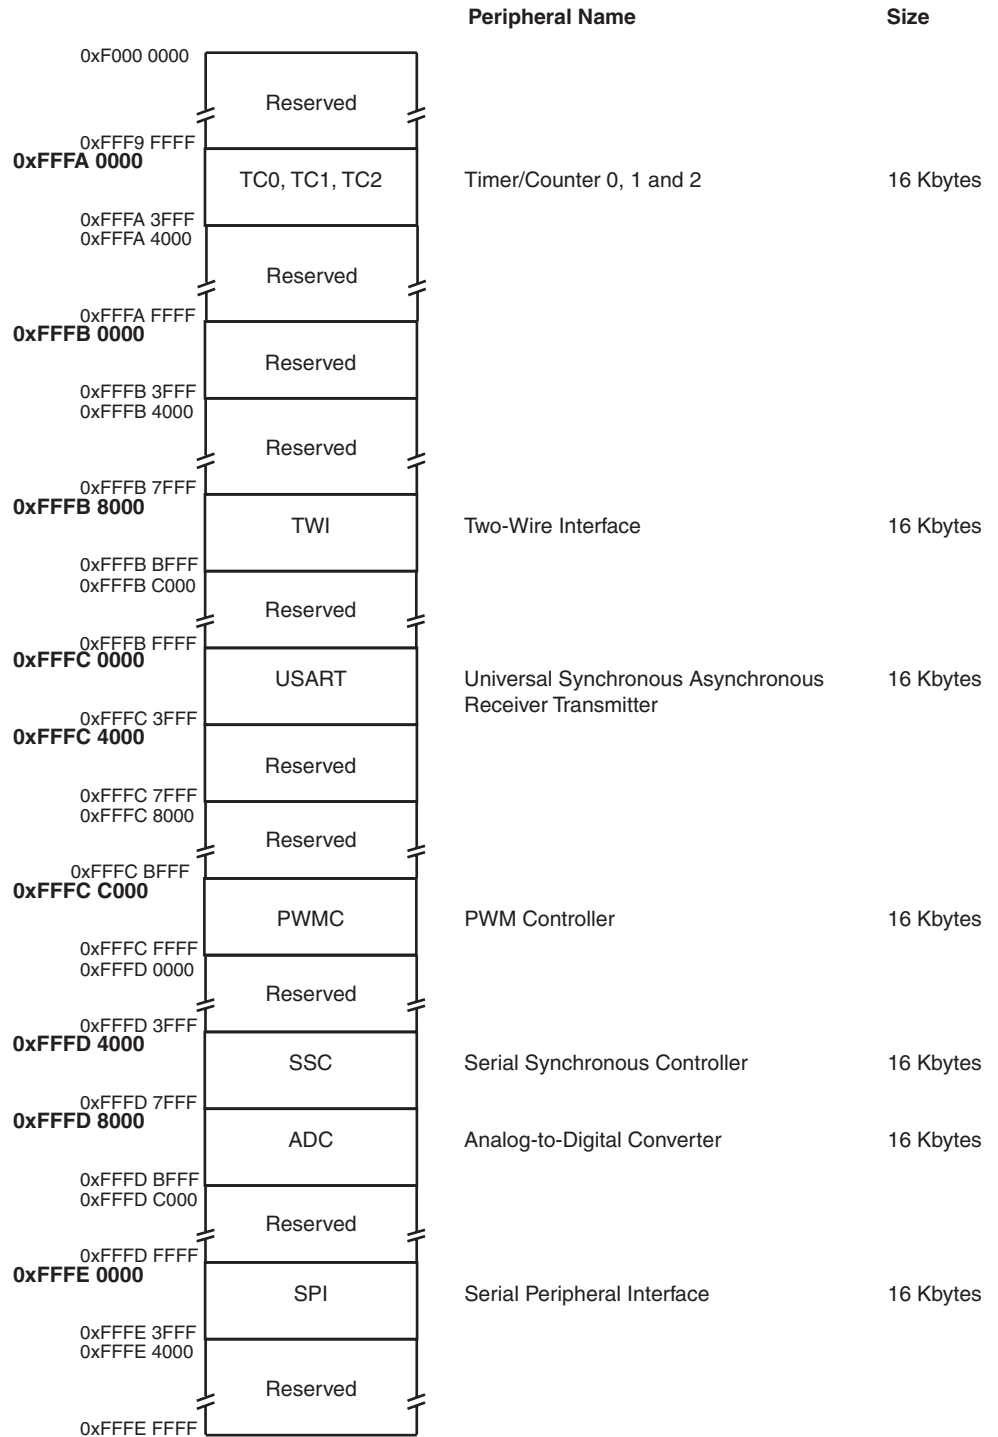 Peripheral Name Size
0xF000 0000
Reserved
0xFFF9 FFFF
0xFFFA 0000
TC0, TC1, TC2 Timer/Counter 0, 1 and 2 16 Kbytes
0xFFFA 3FFF
0xFFFA 4000
Reserved
0xFFFA FFFF
0xFFFB 0000
Reserved
0xFFFB 3FFF
0xFFFB 4000
Reserved
0xFFFB 7FFF
0xFFFB 8000
TWI Two-Wire Interface 16 Kbytes
0xFFFB BFFF
0xFFFB C000
Reserved
0xFFFB FFFF
0xFFFC 0000
USART Universal Synchronous Asynchronous 16 Kbytes
Receiver Transmitter
0xFFFC 3FFF
0xFFFC 4000
Reserved
0xFFFC 7FFF
0xFFFC 8000
Reserved
0xFFFC BFFF
0xFFFC C000
PWMC PWM Controller 16 Kbytes
0xFFFC FFFF
0xFFFD 0000
Reserved
0xFFFD 3FFF
0xFFFD 4000
SSC Serial Synchronous Controller 16 Kbytes
0xFFFD 7FFF
0xFFFD 8000
ADC Analog-to-Digital Converter 16 Kbytes
0xFFFD BFFF
0xFFFD C000
Reserved
0xFFFD FFFF
0xFFFE 0000
SPI Serial Peripheral Interface 16 Kbytes
0xFFFE 3FFF
0xFFFE 4000
Reserved
0xFFFE FFFF